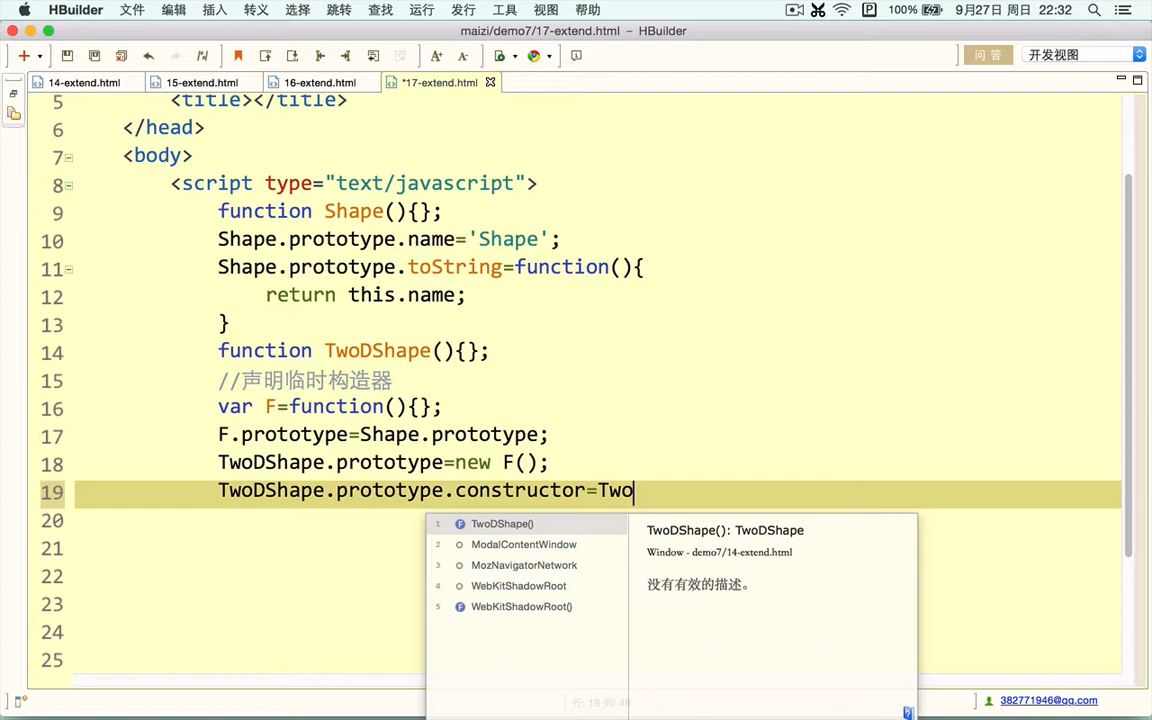 HBuilder 文件 编辑 插入 转义 选择 跳转 查找 运行 发行 工具 视图 帮助 100% 9月27日 周日 22:32
maizi/demo7/17-extend.html – HBuilder
问 答 开发视图
14-extend.html 15-extend.html 16-extend.html *17-extend.html
5 <title></title>
6 </head>
7 <body>
8 <script type="text/javascript">
9 function Shape(){};
10 Shape.prototype.name='Shape';
11 Shape.prototype.toString=function(){
12 return this.name;
13 }
14 function TwoDShape(){};
15 //声明临时构造器
16 var F=function(){};
17 F.prototype=Shape.prototype;
18 TwoDShape.prototype=new F();
19 TwoDShape.prototype.constructor=Two
20
21
22
23
24
25
1 F TwoDShape()
2 ModalContentWindow
3 MozNavigatorNetwork
4 WebKitShadowRoot
5 F WebKitShadowRoot()
TwoDShape(): TwoDShape
Window - demo7/14-extend.html
没有有效的描述。
行: 19 列: 48
382771946@qq.com